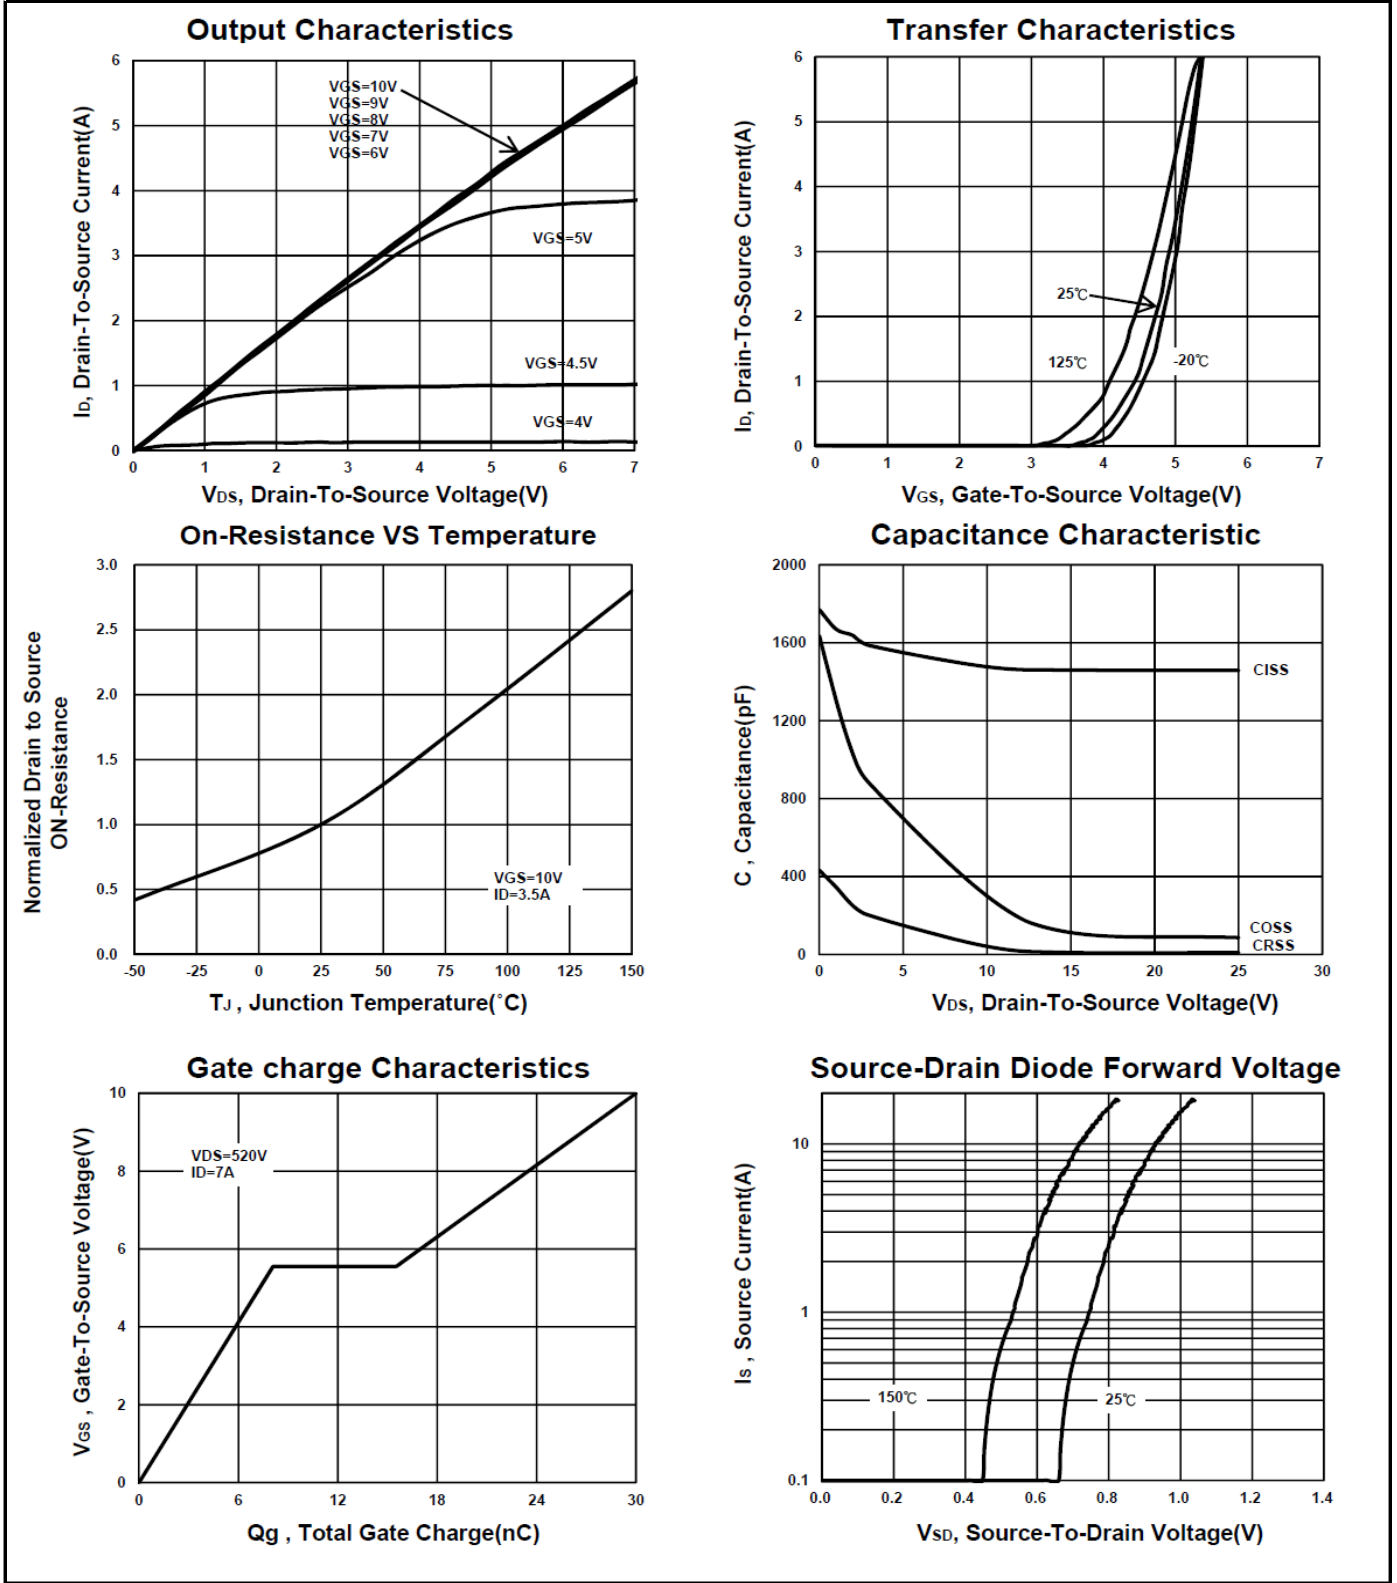 Output Characteristics
ID, Drain-To-Source Current(A)
6
5
4
3
2
1
0
VGS=10V
VGS=9V
VGS=8V
VGS=7V
VGS=6V
VGS=5V
VGS=4.5V
VGS=4V
0 1 2 3 4 5 6 7
VDS, Drain-To-Source Voltage(V)
Transfer Characteristics
ID, Drain-To-Source Current(A)
6
5
4
3
2
1
0
25℃
125℃
-20℃
0 1 2 3 4 5 6 7
VGS, Gate-To-Source Voltage(V)
On-Resistance VS Temperature
Normalized Drain to Source
ON-Resistance
3.0
2.5
2.0
1.5
1.0
0.5
0.0
VGS=10V
ID=3.5A
-50 -25 0 25 50 75 100 125 150
TJ , Junction Temperature(°C)
Capacitance Characteristic
C , Capacitance(pF)
2000
1600
1200
800
400
0
CISS
COSS
CRSS
0 5 10 15 20 25 30
VDS, Drain-To-Source Voltage(V)
Gate charge Characteristics
VGS , Gate-To-Source Voltage(V)
10
8
6
4
2
0
VDS=520V
ID=7A
0 6 12 18 24 30
Qg , Total Gate Charge(nC)
Source-Drain Diode Forward Voltage
IS , Source Current(A)
10
1
0.1
150℃
25℃
0.0 0.2 0.4 0.6 0.8 1.0 1.2 1.4
VSD, Source-To-Drain Voltage(V)